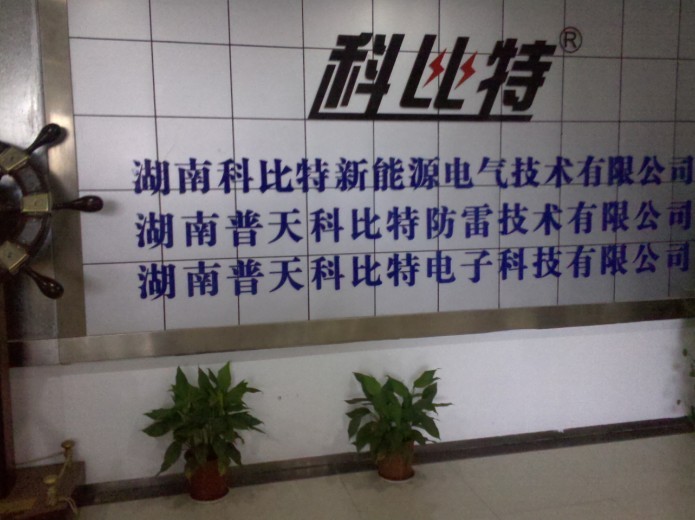 科比特®
湖南科比特新能源电气技术有限公司
湖南普天科比特防雷技术有限公司
湖南普天科比特电子科技有限公司